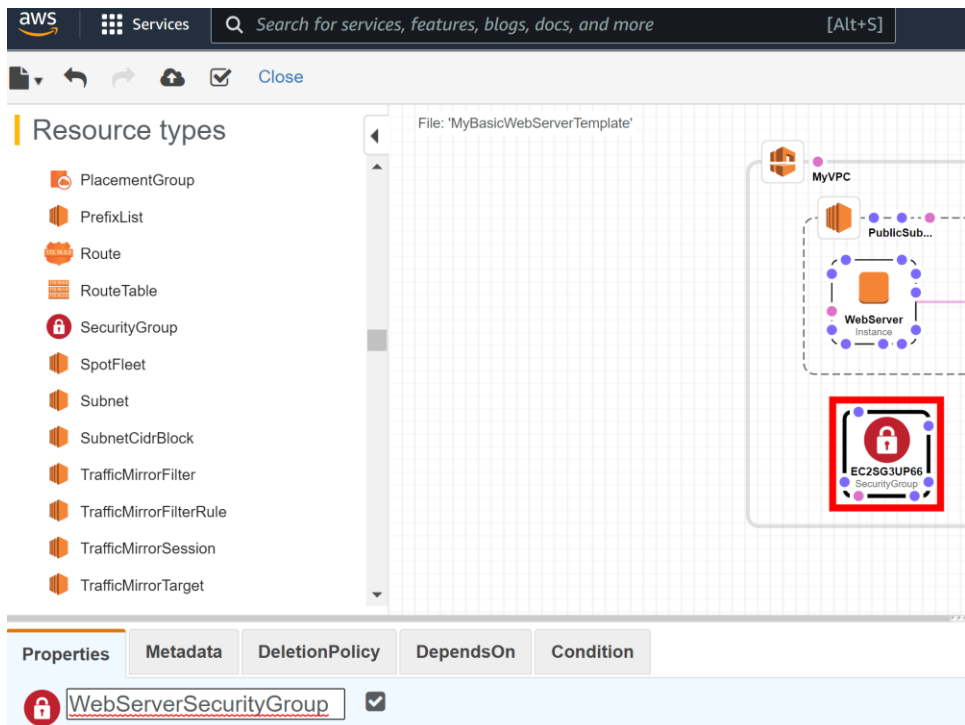 aws
Services
Search for services, features, blogs, docs, and more
[Alt+S]
Close
Resource types
PlacementGroup
PrefixList
Route
RouteTable
SecurityGroup
SpotFleet
Subnet
SubnetCidrBlock
TrafficMirrorFilter
TrafficMirrorFilterRule
TrafficMirrorSession
TrafficMirrorTarget
File: 'MyBasicWebServerTemplate'
MyVPC
PublicSub...
WebServer
Instance
EC2SG3UP66
SecurityGroup
Properties
Metadata
DeletionPolicy
DependsOn
Condition
WebServerSecurityGroup